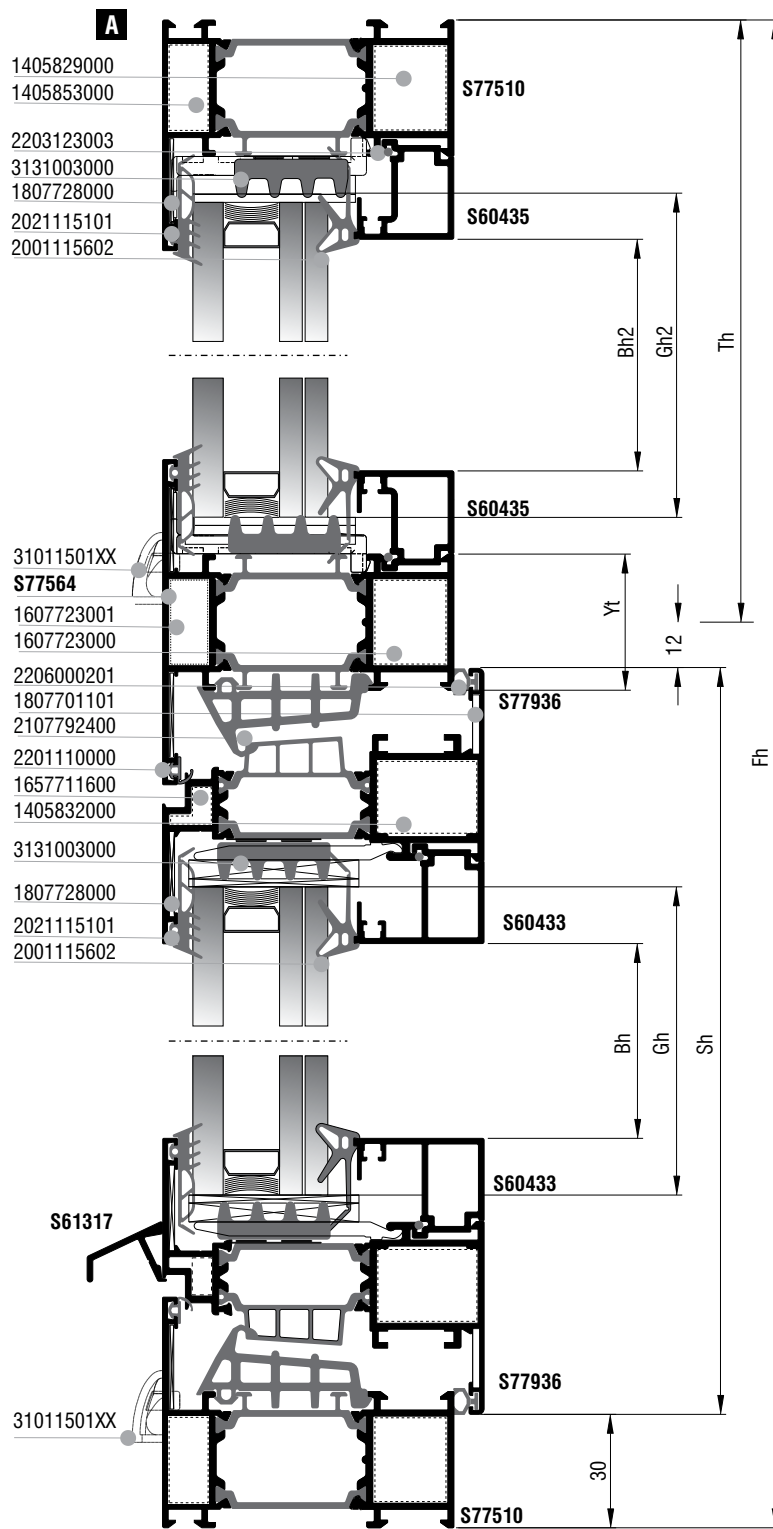 A
1405829000
1405853000
S77510
2203123003
3131003000
1807728000
2021115101
2001115602
S60435
Bh2
Gh2
Th
S60435
31011501XX
S77564
1607723001
1607723000
2206000201
1807701101
2107792400
2201110000
1657711600
1405832000
3131003000
1807728000
2021115101
2001115602
Yt
12
S77936
Fh
S60433
Bh
Gh
Sh
S60433
S61317
S77936
31011501XX
30
S77510